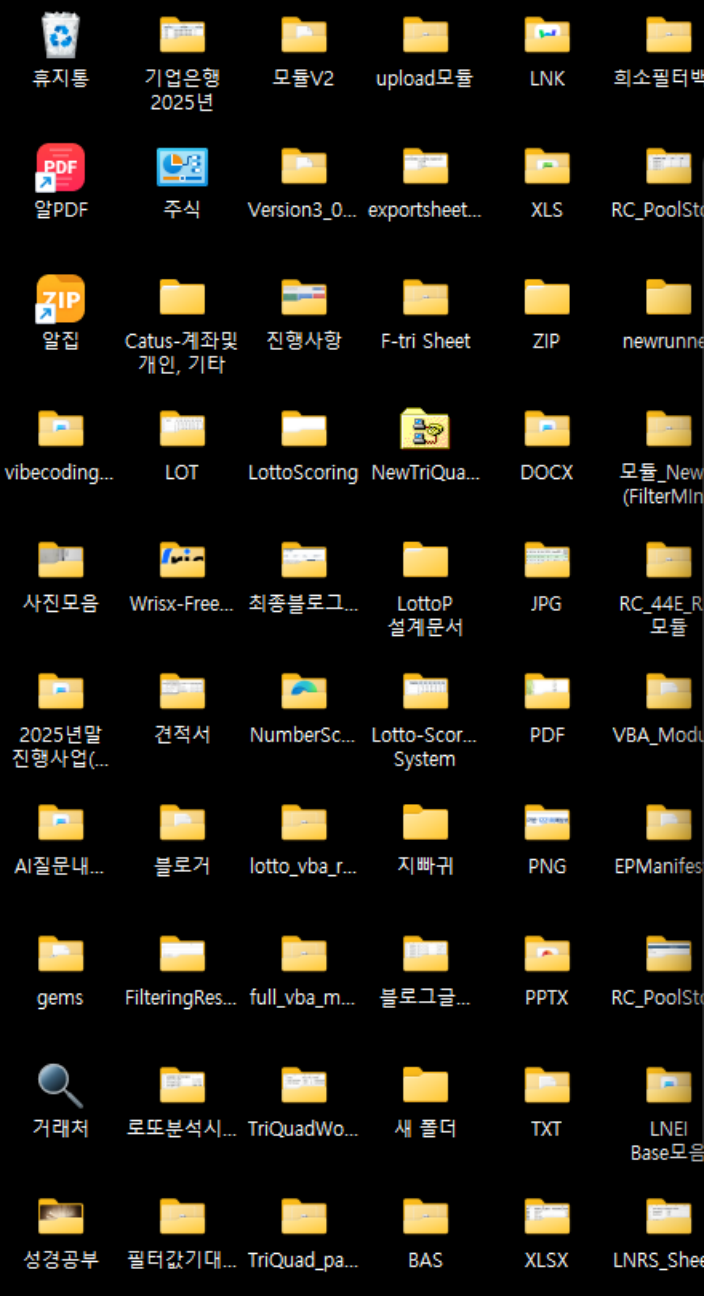 휴지통
기업은행
2025년
모듈V2
upload모듈
LNK
희소필터백
알PDF
주식
Version3_0...
exportsheet...
XLS
RC_PoolSto
알집
Catus-계좌및
개인, 기타
진행사항
F-tri Sheet
ZIP
newrunne
vibecoding...
LOT
LottoScoring
NewTriQua...
DOCX
모듈_New
(FilterMIn
사진모음
Wrisx-Free...
최종블로그...
LottoP
설계문서
JPG
RC_44E_R
모듈
2025년말
진행사업(...
견적서
NumberSc...
Lotto-Scor...
System
PDF
VBA_Modu
AI질문내...
블로거
lotto_vba_r...
지빠귀
PNG
EPManifes
gems
FilteringRes...
full_vba_m...
블로그글...
PPTX
RC_PoolSto
거래처
로또분석시...
TriQuadWo...
새 폴더
TXT
LNEI
Base모음
성경공부
필터값기대...
TriQuad_pa...
BAS
XLSX
LNRS_Shee